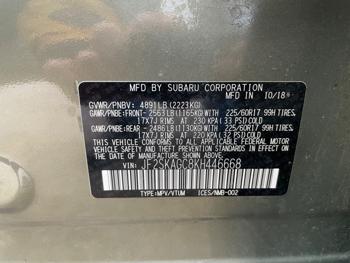 MFD. BY SUBARU CORPORATION
GVWR/PNBV: 4891LB(2223KG) MFD IN 10/18
GAWR/PNBE:FRONT- 2563LB(1165KG)WITH 225/60R17 99H TIRES,
17X7J RIMS AT 230 KPA (33 PSI)COLD
GAWR/PNBE:REAR -2486LB(1130KG)WITH 225/60R17 99H TIRES,
17X7J RIMS AT 220 KPA (32 PSI)COLD
THIS VEHICLE CONFORMS TO ALL APPLICABLE FEDERAL MOTOR
VEHICLE SAFETY AND THEFT PREVENTION STANDARDS IN EFFECT
ON THE DATE OF MANUFACTURE SHOWN ABOVE.
VIN: JF2SKAGC8KH446668
TYPE:MPV/VTUM ICES/NMB-002